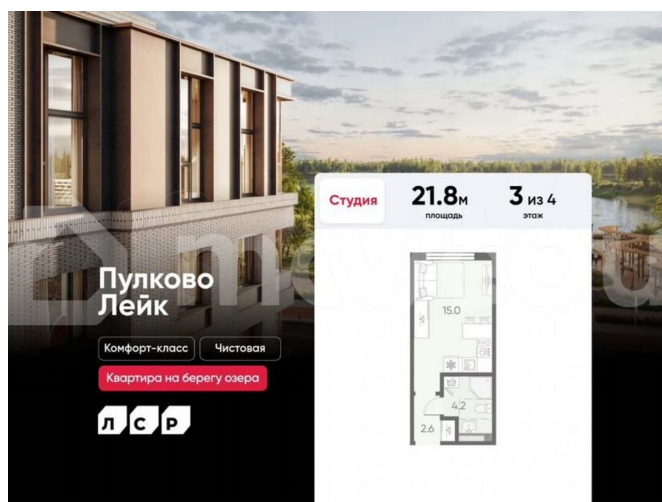 Студия
21.8м
площадь
3 из 4
этаж
Пулково
Лейк
Комфорт-класс
Чистовая
Квартира на берегу озера
ЛСР
15.0
4.2
2.6